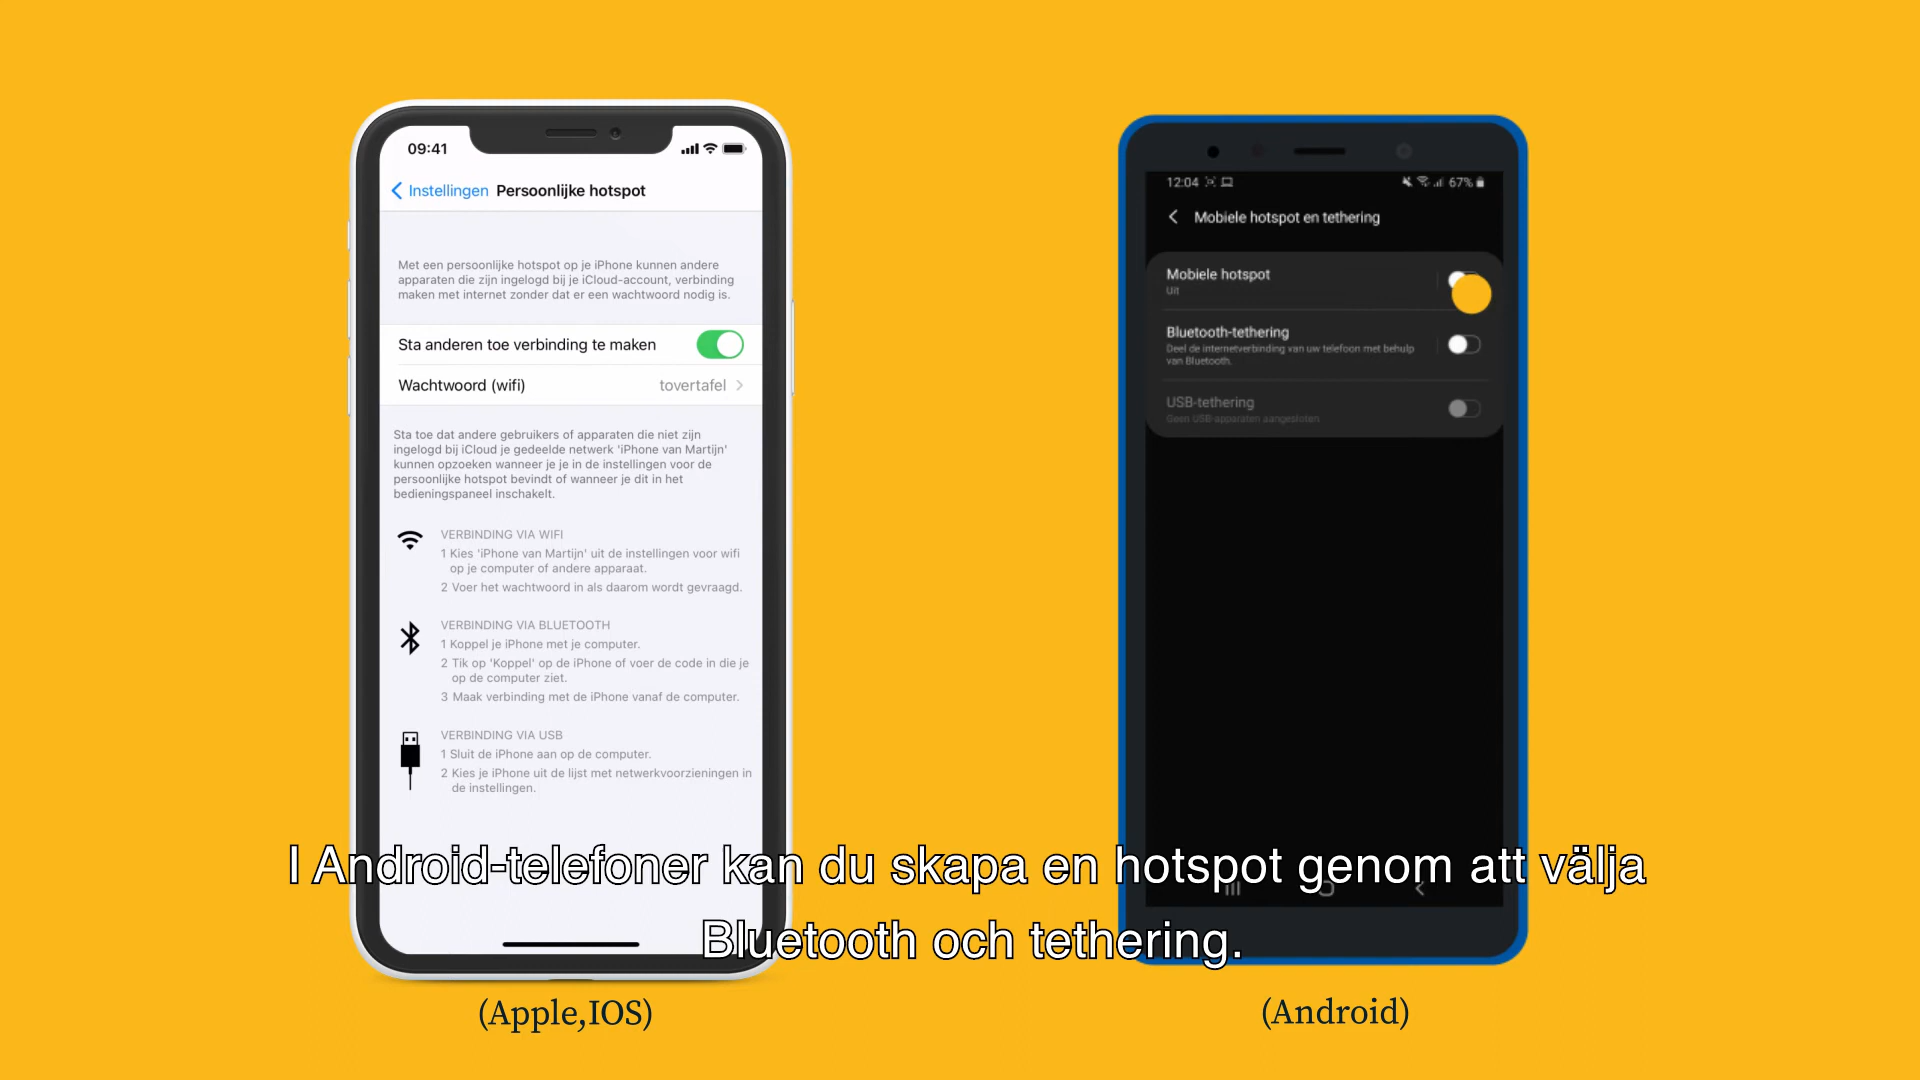 09:41
Instellingen Persoonlijke hotspot
Met een persoonlijke hotspot op je iPhone kunnen andere
apparaten die zijn ingelogd bij je iCloud-account, verbinding
maken met internet zonder dat er een wachtwoord nodig is.
Sta anderen toe verbinding te maken
Wachtwoord (wifi) tovertafel
Sta toe dat andere gebruikers of apparaten die niet zijn
ingelogd bij iCloud je gedeelde netwerk 'iPhone van Martijn'
kunnen opzoeken wanneer je je in de instellingen voor de
persoonlijke hotspot bevindt of wanneer je dit in het
bedieningspaneel inschakelt.
VERBINDING VIA WIFI
1 Kies 'iPhone van Martijn' uit de instellingen voor wifi
op je computer of andere apparaat.
2 Voer het wachtwoord in als daarom wordt gevraagd.
VERBINDING VIA BLUETOOTH
1 Koppel je iPhone met je computer.
2 Tik op 'Koppel' op de iPhone of voer de code in die je
op de computer ziet.
3 Maak verbinding met de iPhone vanaf de computer.
VERBINDING VIA USB
1 Sluit de iPhone aan op de computer.
2 Kies je iPhone uit de lijst met netwerkvoorzieningen in
de instellingen.
(Apple,IOS)
12:04 67%
Mobiele hotspot en tethering
Mobiele hotspot
Uit
Bluetooth-tethering
Deel de internetverbinding van uw telefoon met behulp
van Bluetooth.
USB-tethering
Geen USB-apparaten aangesloten
(Android)
I Android-telefoner kan du skapa en hotspot genom att välja
Bluetooth och tethering.